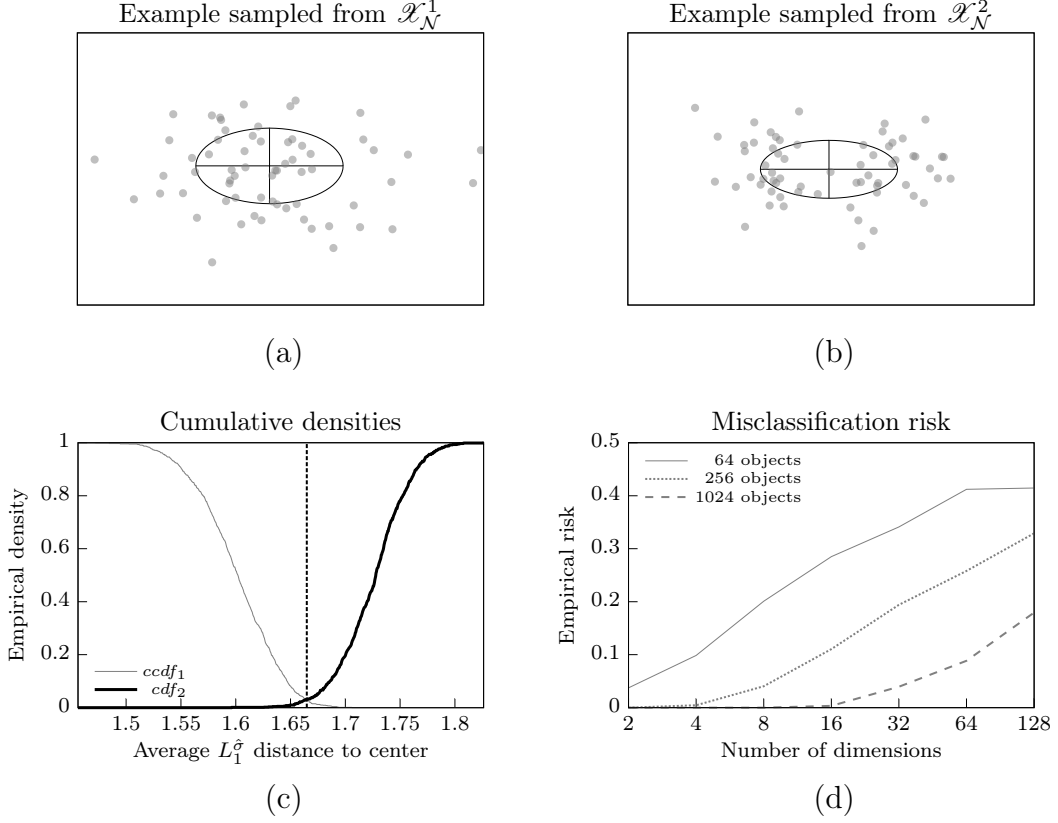 Example sampled from 𝒳¹_𝒩
Example sampled from 𝒳²_𝒩
(a)
(b)
Cumulative densities
Empirical density
1
0.8
0.6
0.4
0.2
0
ccdf₁
cdf₂
1.5 1.55 1.6 1.65 1.7 1.75 1.8
Average L₁^σ̂ distance to center
(c)
Misclassification risk
Empirical risk
0.5
0.4
0.3
0.2
0.1
0
64 objects
256 objects
1024 objects
2 4 8 16 32 64 128
Number of dimensions
(d)